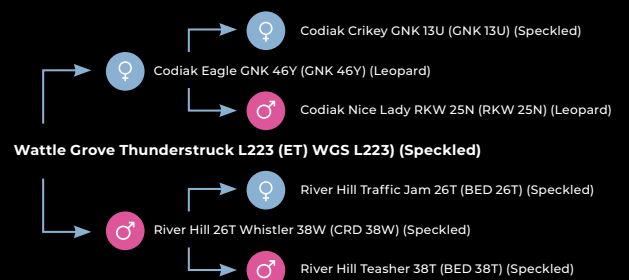 Codiak Crikey GNK 13U (GNK 13U) (Speckled)
Codiak Eagle GNK 46Y (GNK 46Y) (Leopard)
Codiak Nice Lady RKW 25N (RKW 25N) (Leopard)
Wattle Grove Thunderstruck L223 (ET) WGS L223) (Speckled)
River Hill Traffic Jam 26T (BED 26T) (Speckled)
River Hill 26T Whistler 38W (CRD 38W) (Speckled)
River Hill Teasher 38T (BED 38T) (Speckled)